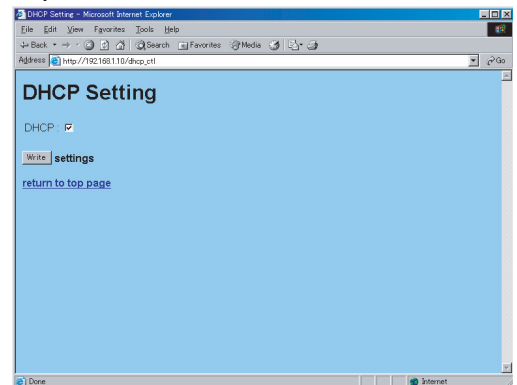 DHCP Setting - Microsoft Internet Explorer
File Edit View Favorites Tools Help
Back Search Favorites Media
Address http://192.168.1.10/dhcp_ctl Go
DHCP Setting
DHCP :
Write settings
return to top page
Done Internet